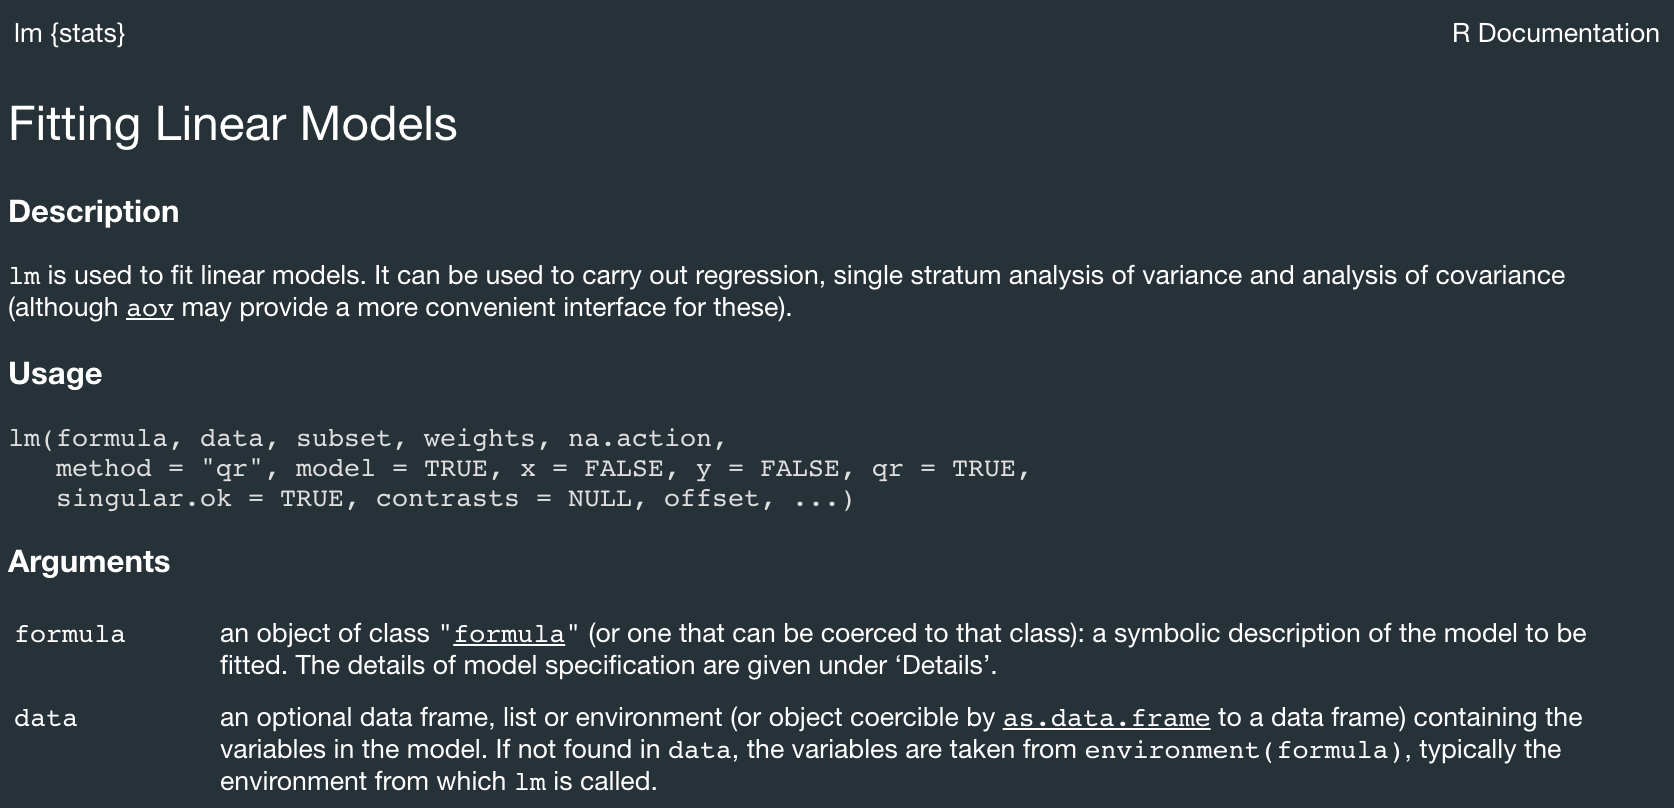 lm {stats}
R Documentation
Fitting Linear Models
Description
lm is used to fit linear models. It can be used to carry out regression, single stratum analysis of variance and analysis of covariance
(although aov may provide a more convenient interface for these).
Usage
lm(formula, data, subset, weights, na.action,
   method = "qr", model = TRUE, x = FALSE, y = FALSE, qr = TRUE,
   singular.ok = TRUE, contrasts = NULL, offset, ...)
Arguments
formula
an object of class "formula" (or one that can be coerced to that class): a symbolic description of the model to be
fitted. The details of model specification are given under ‘Details’.
data
an optional data frame, list or environment (or object coercible by as.data.frame to a data frame) containing the
variables in the model. If not found in data, the variables are taken from environment(formula), typically the
environment from which lm is called.